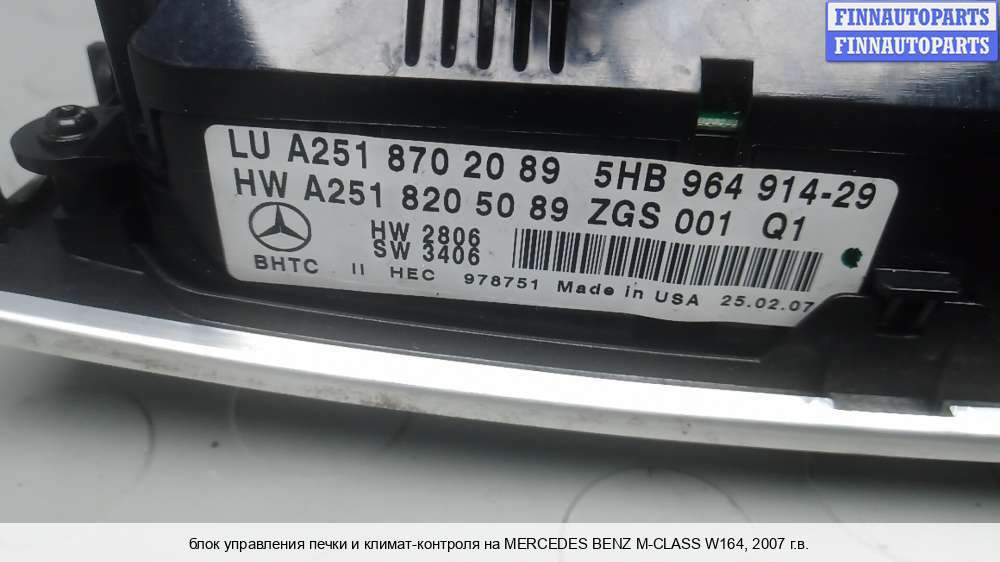 FINNAUTOPARTS
FINNAUTOPARTS
LU A251 870 20 89 5HB 964 914-29
HW A251 820 50 89 ZGS 001 Q1
HW 2806
SW 3406
BHTC II HEC 978751 Made in USA 25.02.07
блок управления печки и климат-контроля на MERCEDES BENZ M-CLASS W164, 2007 г.в.